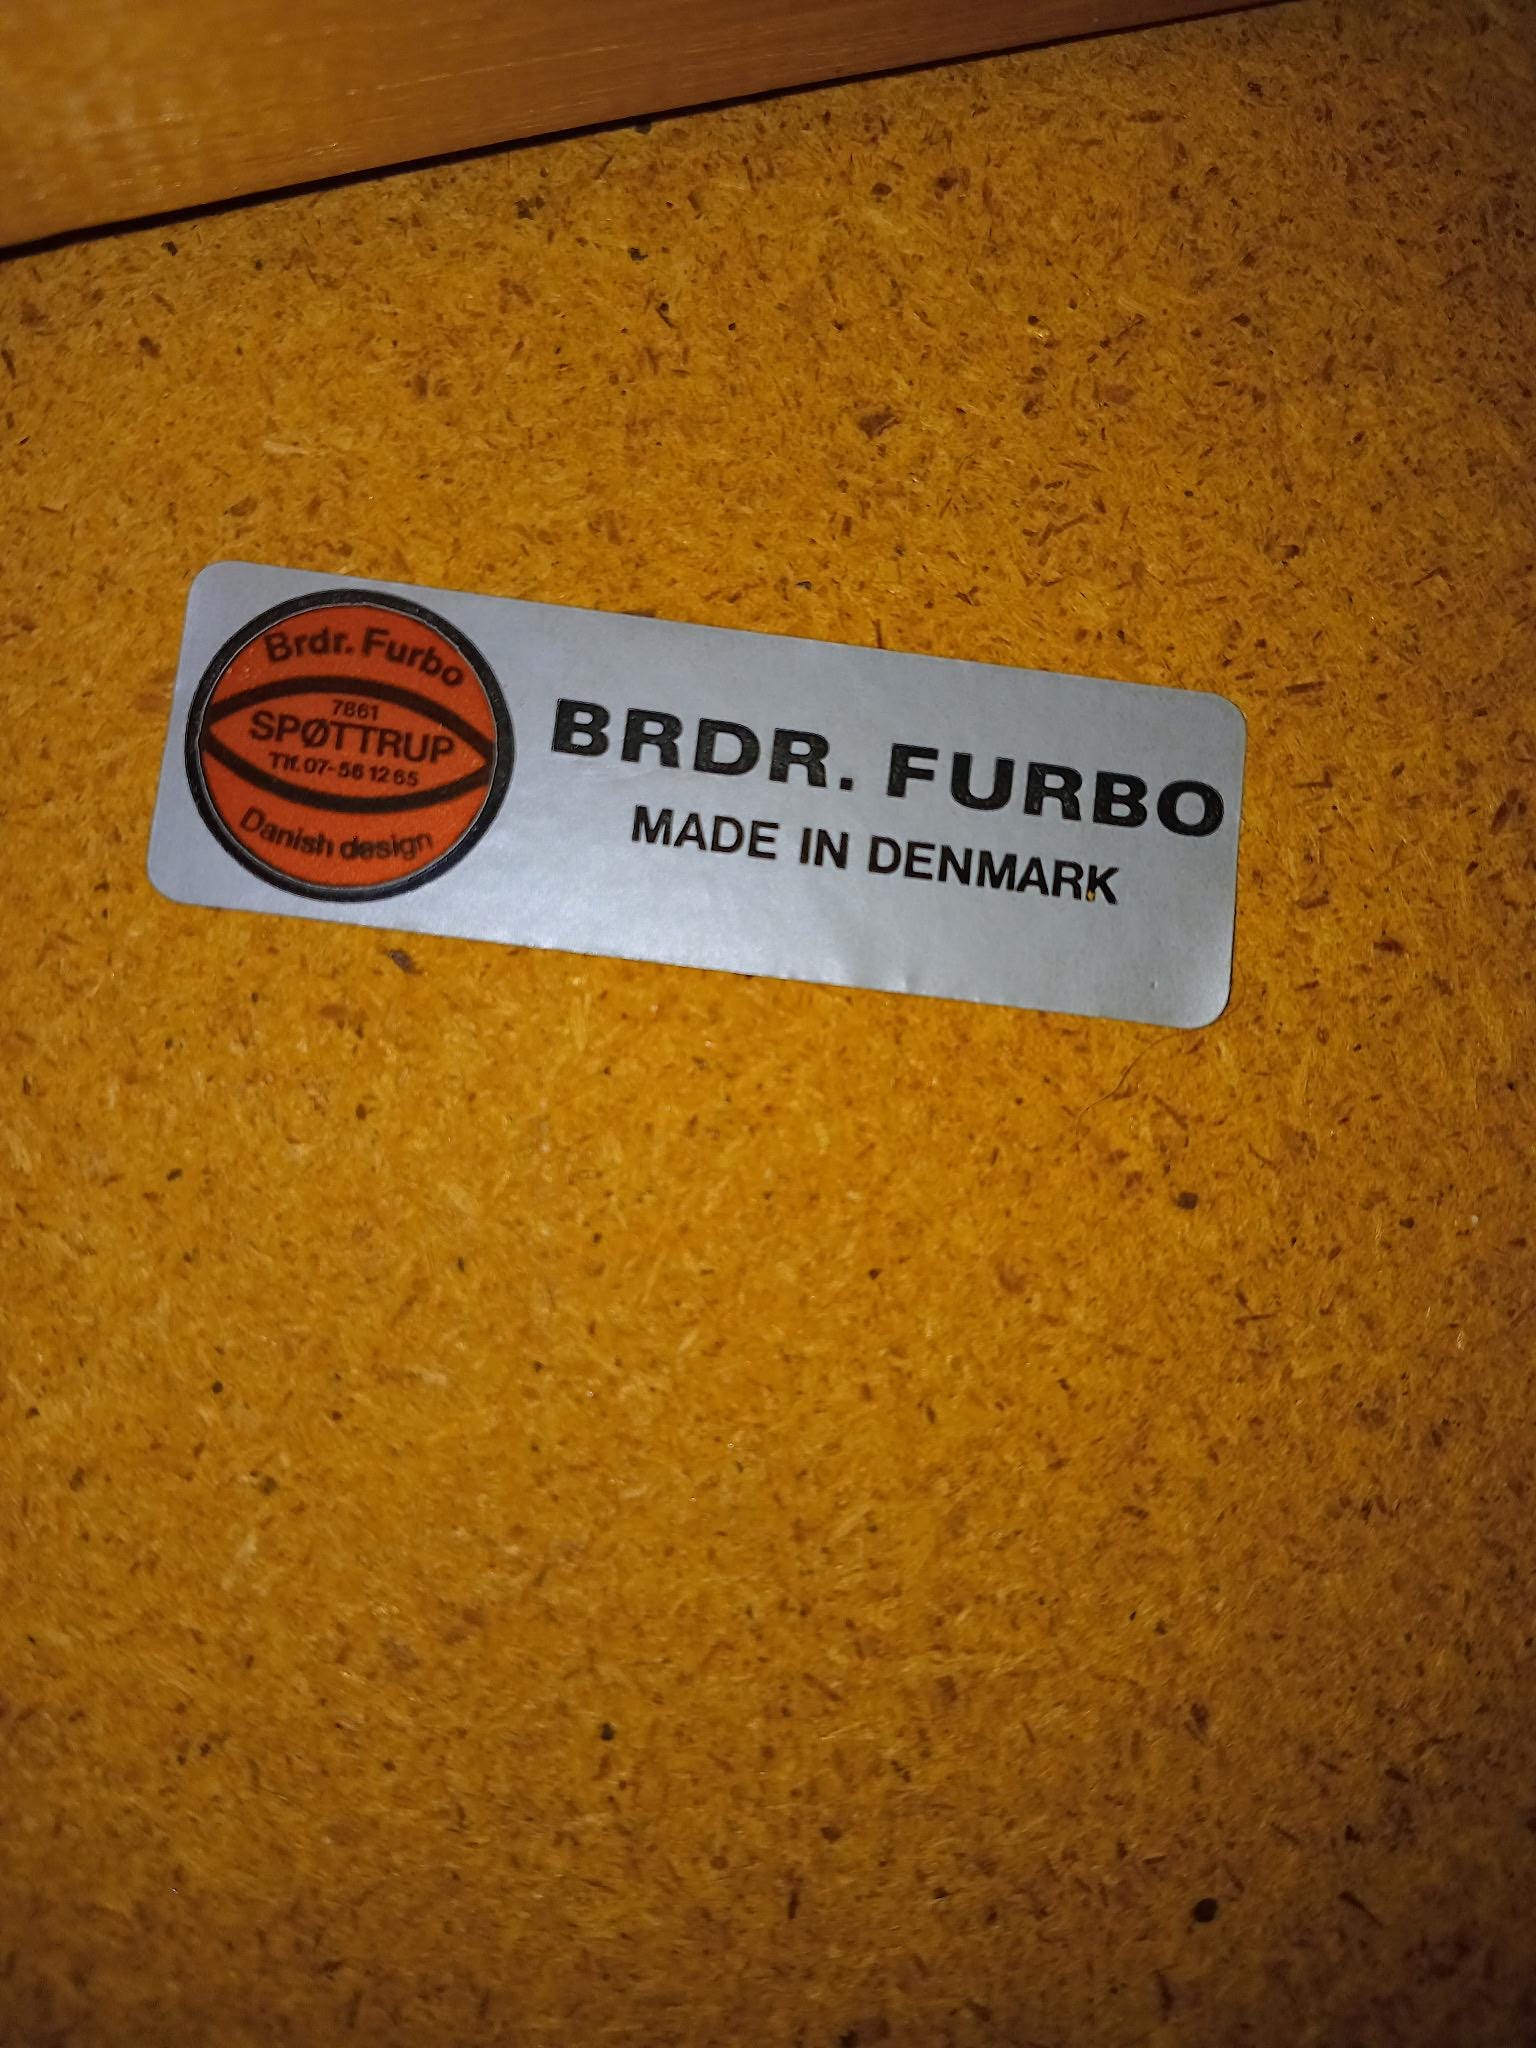 Brdr. Furbo
7861
SPØTTRUP
Tlf. 07-56 12 65
Danish design
BRDR. FURBO
MADE IN DENMARK